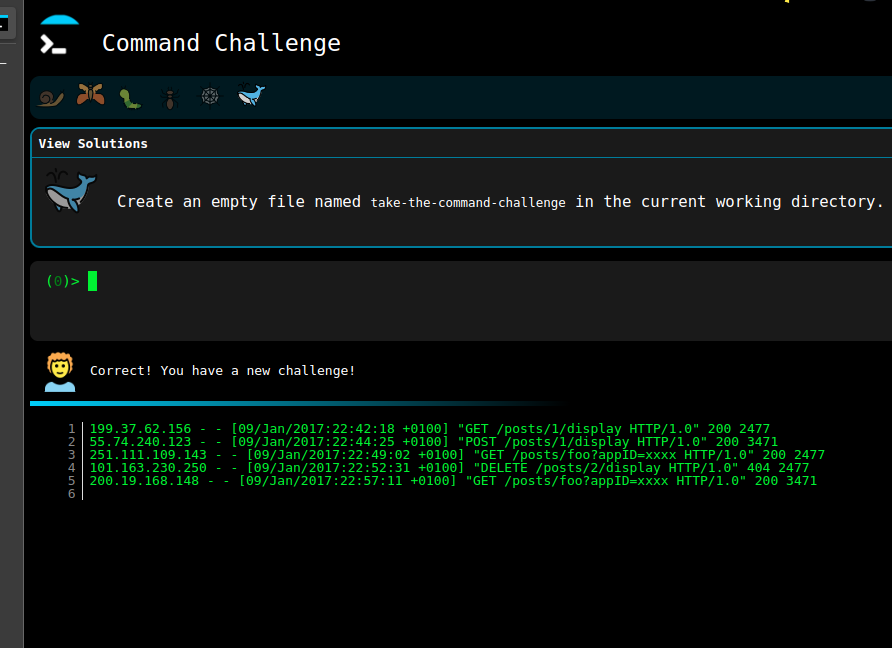 Command Challenge
View Solutions
Create an empty file named take-the-command-challenge in the current working directory.
(0)>
Correct! You have a new challenge!
1 199.37.62.156 - - [09/Jan/2017:22:42:18 +0100] "GET /posts/1/display HTTP/1.0" 200 2477
2 55.74.240.123 - - [09/Jan/2017:22:44:25 +0100] "POST /posts/1/display HTTP/1.0" 200 3471
3 251.111.109.143 - - [09/Jan/2017:22:49:02 +0100] "GET /posts/foo?appID=xxxx HTTP/1.0" 200 2477
4 101.163.230.250 - - [09/Jan/2017:22:52:31 +0100] "DELETE /posts/2/display HTTP/1.0" 404 2477
5 200.19.168.148 - - [09/Jan/2017:22:57:11 +0100] "GET /posts/foo?appID=xxxx HTTP/1.0" 200 3471
6